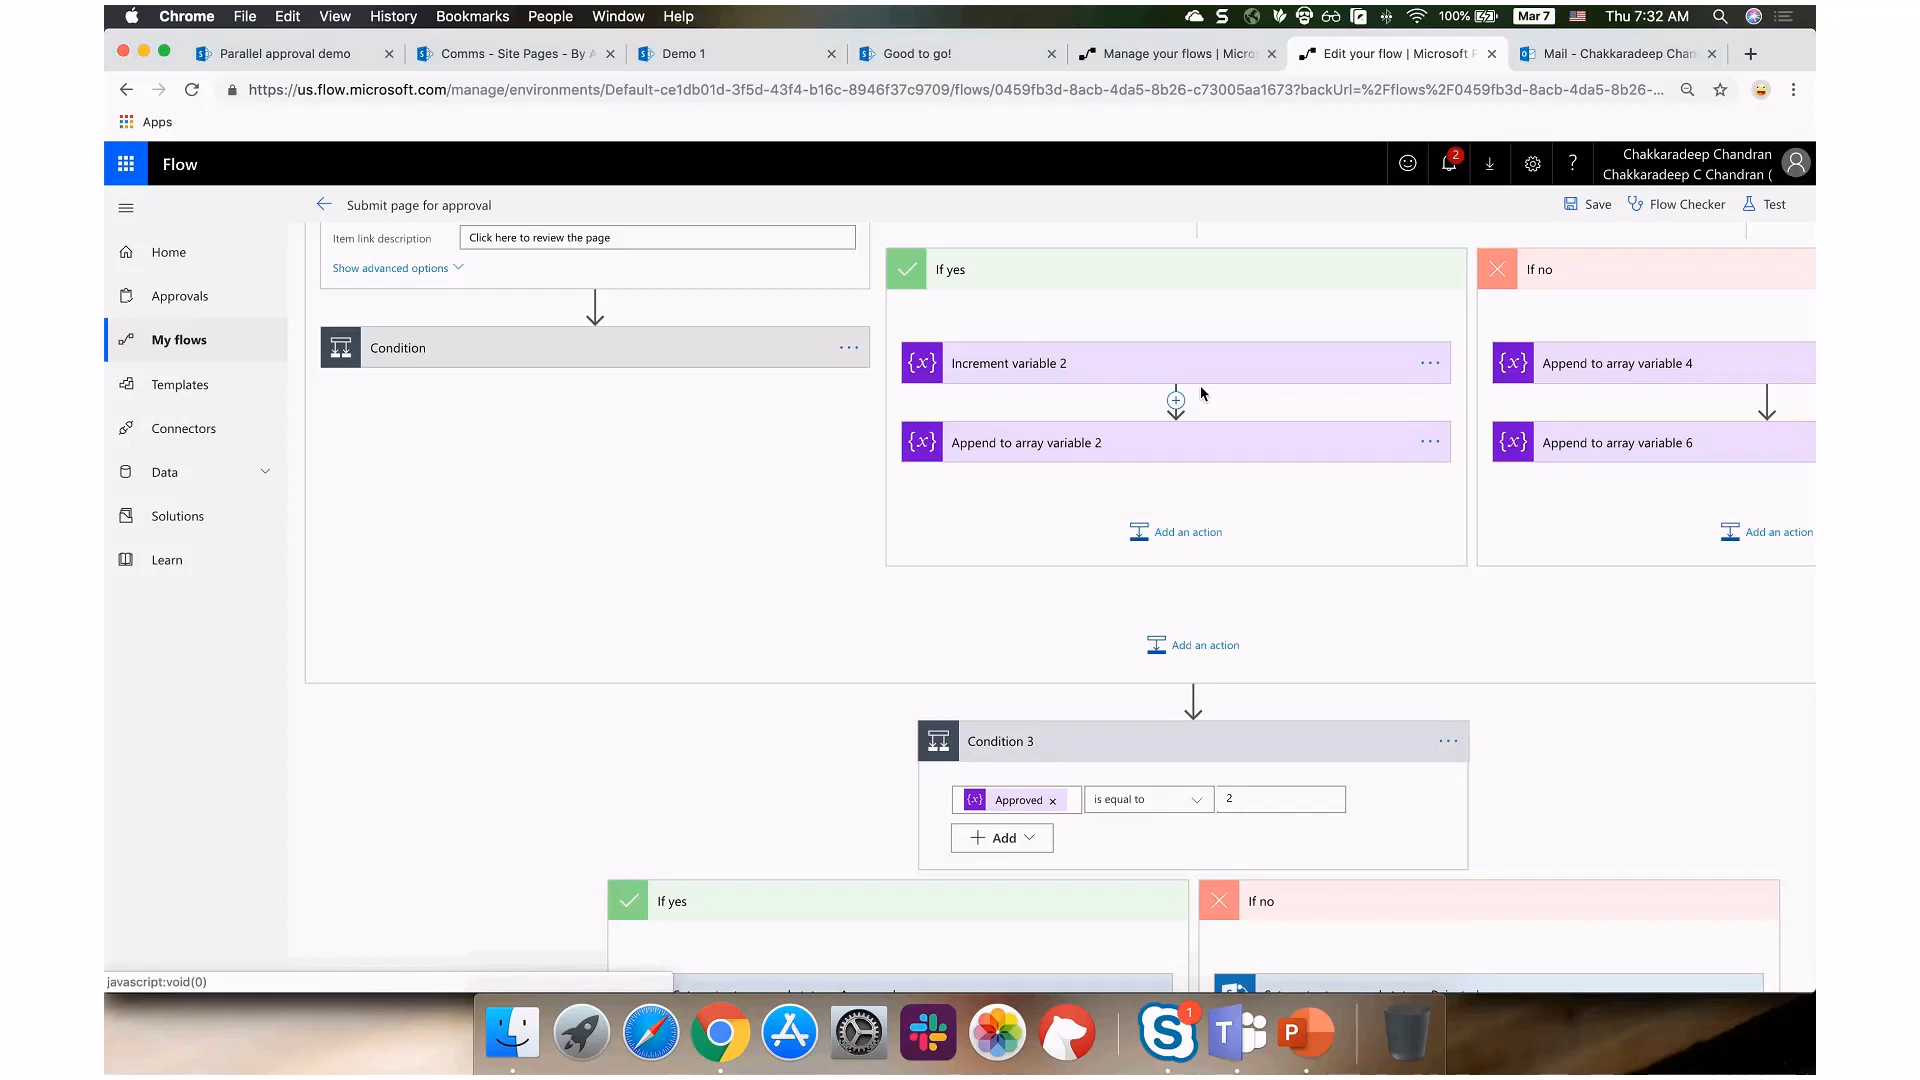 Chrome File Edit View History Bookmarks People Window Help 100% Mar 7 Thu 7:32 AM
Parallel approval demo Comms - Site Pages - By A Demo 1 Good to go! Manage your flows | Micro Edit your flow | Microsoft F Mail - Chakkaradeep Chan
https://us.flow.microsoft.com/manage/environments/Default-ce1db01d-3f5d-43f4-b16c-8946f37c9709/flows/0459fb3d-8acb-4da5-8b26-c73005aa1673?backUrl=%2Fflows%2F0459fb3d-8acb-4da5-8b26-...
Apps
Flow 2 ? Chakkaradeep Chandran
Chakkaradeep C Chandran (
Submit page for approval Save Flow Checker Test
Home
Approvals
My flows
Templates
Connectors
Data
Solutions
Learn
Item link description Click here to review the page
Show advanced options
Condition ...
If yes
{x} Increment variable 2 ...
{x} Append to array variable 2 ...
Add an action
If no
{x} Append to array variable 4
{x} Append to array variable 6
Add an action
Add an action
Condition 3 ...
{x} Approved × is equal to 2
+ Add
If yes
If no
javascript:void(0)
S 1 T P